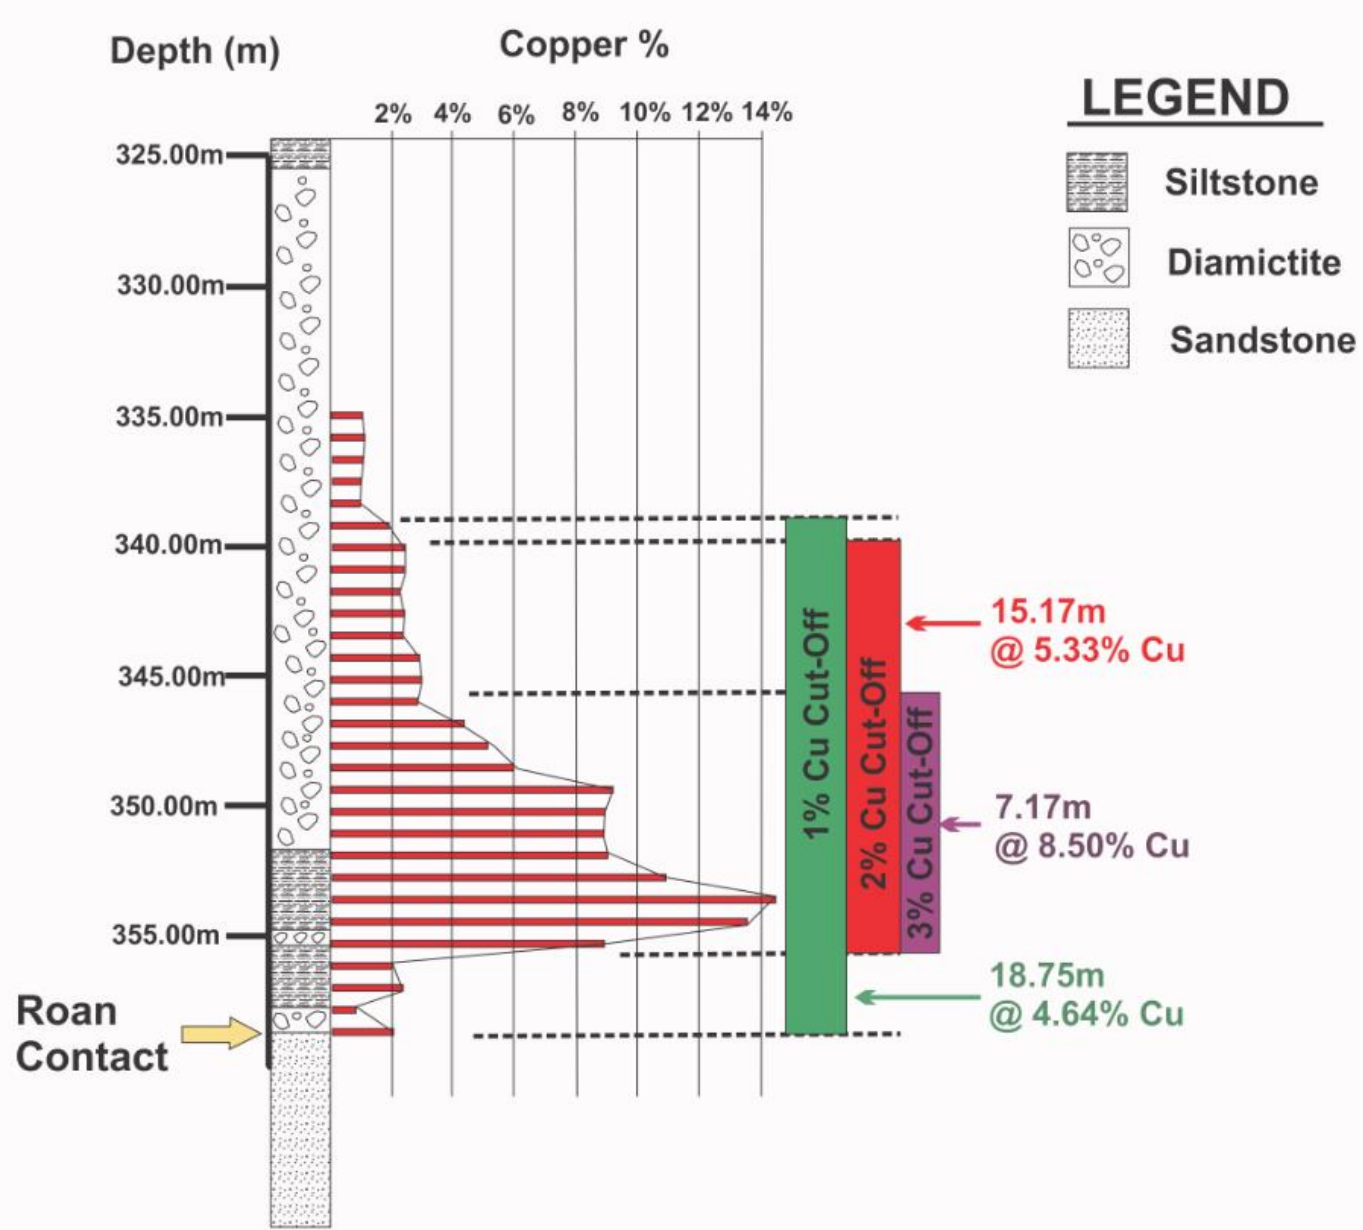 Depth (m)
Copper %
2% 4% 6% 8% 10% 12% 14%
LEGEND
Siltstone
Diamictite
Sandstone
325.00m
330.00m
335.00m
340.00m
345.00m
350.00m
355.00m
Roan
Contact
1% Cu Cut-Off
2% Cu Cut-Off
3% Cu Cut-Off
15.17m
@ 5.33% Cu
7.17m
@ 8.50% Cu
18.75m
@ 4.64% Cu